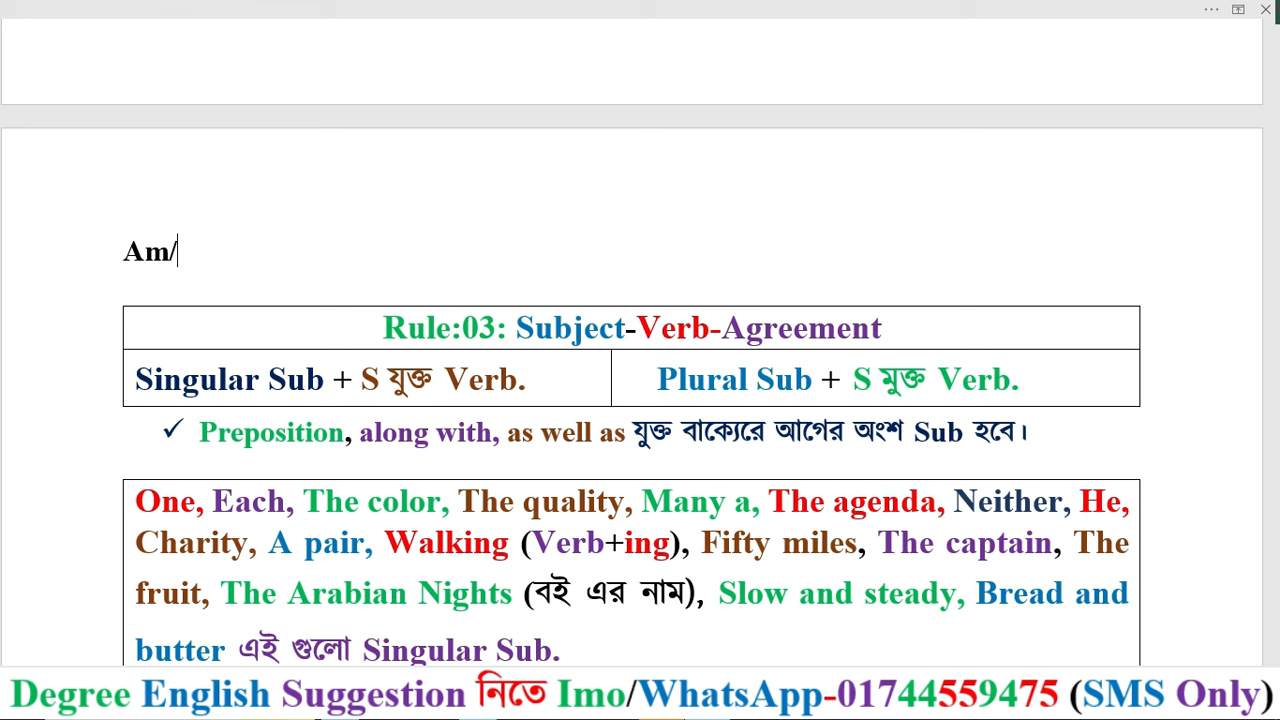 Am/
Rule:03: Subject-Verb-Agreement
Singular Sub + S যুক্ত Verb.
Plural Sub + S মুক্ত Verb.
✓ Preposition, along with, as well as যুক্ত বাক্যেরে আগের অংশ Sub হবে।
One, Each, The color, The quality, Many a, The agenda, Neither, He,
Charity, A pair, Walking (Verb+ing), Fifty miles, The captain, The
fruit, The Arabian Nights (বই এর নাম), Slow and steady, Bread and
butter এই গুলো Singular Sub.
Degree English Suggestion নিতে Imo/WhatsApp-01744559475 (SMS Only)